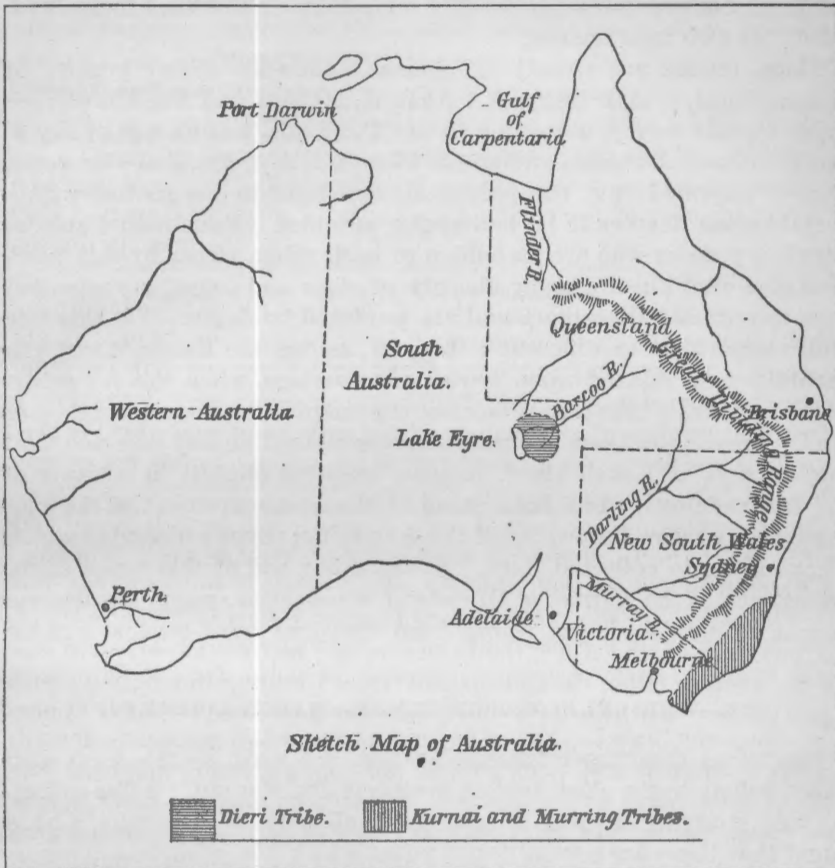 Port Darwin
Gulf
of
Carpentaria
Flinder R.
Queensland
South
Australia.
Barcoo R.
Great Dividing Range
Western Australia
Brisbane
Lake Eyre.
Darling R.
New South Wales
Sydney
Perth
Murray R.
Adelaide
Victoria.
Melbourne
Sketch Map of Australia.
Dieri Tribe.
Kurnai and Murring Tribes.